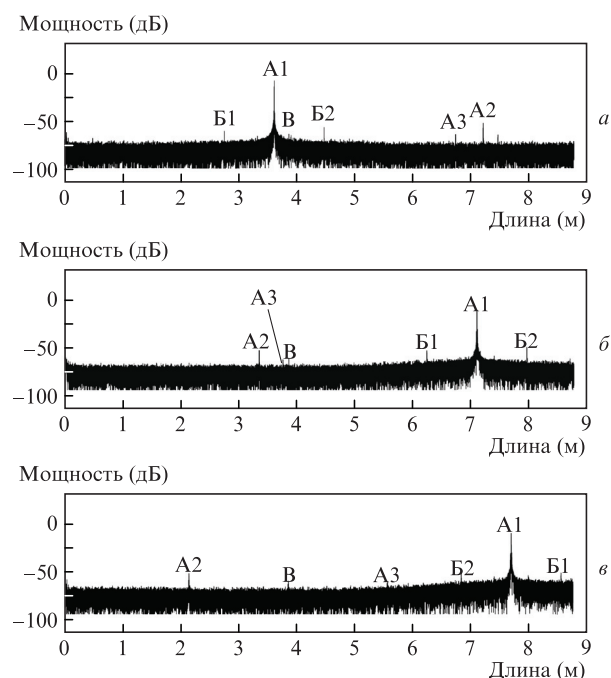 Мощность (дБ)
0
−50
−100
А1
Б1
В
Б2
А3
А2
а
0 1 2 3 4 5 6 7 8 9
Длина (м)
Мощность (дБ)
0
−50
−100
А3
А1
А2
В
Б1
Б2
б
0 1 2 3 4 5 6 7 8 9
Длина (м)
Мощность (дБ)
0
−50
−100
А1
А2
В
А3
Б2
Б1
в
0 1 2 3 4 5 6 7 8 9
Длина (м)